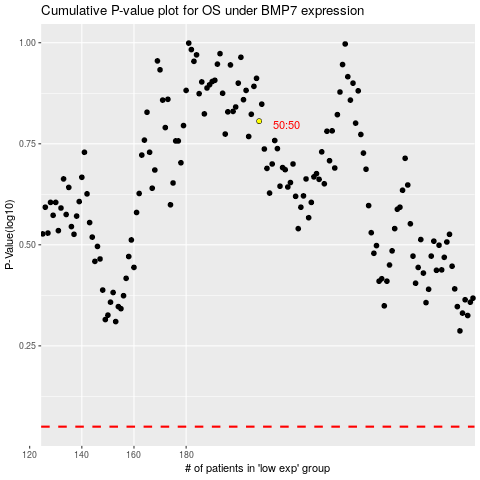 Cumulative P-value plot for OS under BMP7 expression
1.00
0.75
0.50
0.25
P-Value(log10)
50:50
120 140 160 180
# of patients in 'low exp' group